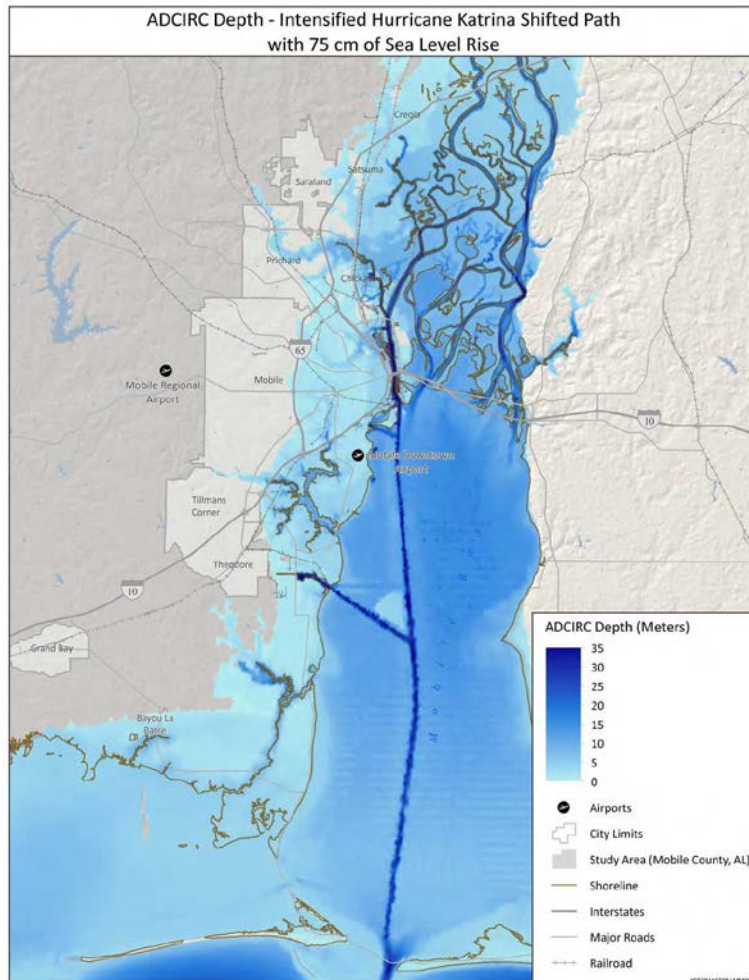 ADCIRC Depth - Intensified Hurricane Katrina Shifted Path
with 75 cm of Sea Level Rise
Creola
Satsuma
Saraland
Prichard
65
Mobile Regional
Airport
Mobile
10
Mobile Downtown
Airport
Tillmans
Corner
Theodore
10
Grand Bay
Bayou La
Batre
ADCIRC Depth (Meters)
35
30
25
20
15
10
5
0
Airports
City Limits
Study Area (Mobile County, AL)
Shoreline
Interstates
Major Roads
Railroad